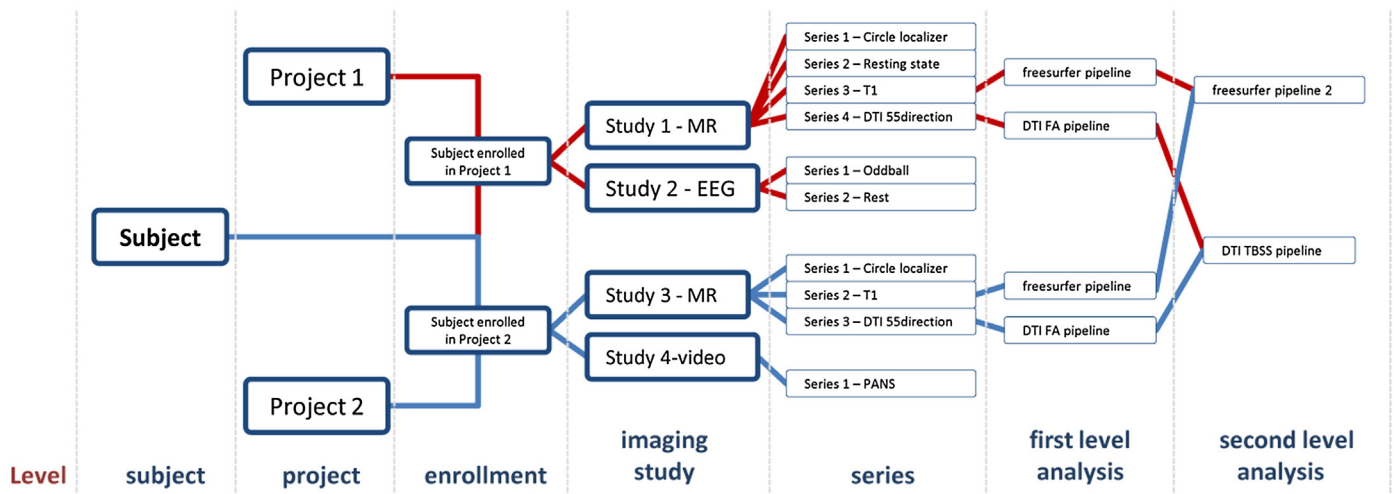 Project 1
Subject
Project 2
Subject enrolled
in Project 1
Subject enrolled
in Project 2
Study 1 - MR
Study 2 - EEG
Study 3 - MR
Study 4-video
Series 1 – Circle localizer
Series 2 – Resting state
Series 3 – T1
Series 4 – DTI 55direction
Series 1 – Oddball
Series 2 – Rest
Series 1 – Circle localizer
Series 2 – T1
Series 3 – DTI 55direction
Series 1 – PANS
freesurfer pipeline
DTI FA pipeline
freesurfer pipeline
DTI FA pipeline
freesurfer pipeline 2
DTI TBSS pipeline
Level
subject
project
enrollment
imaging
study
series
first level
analysis
second level
analysis